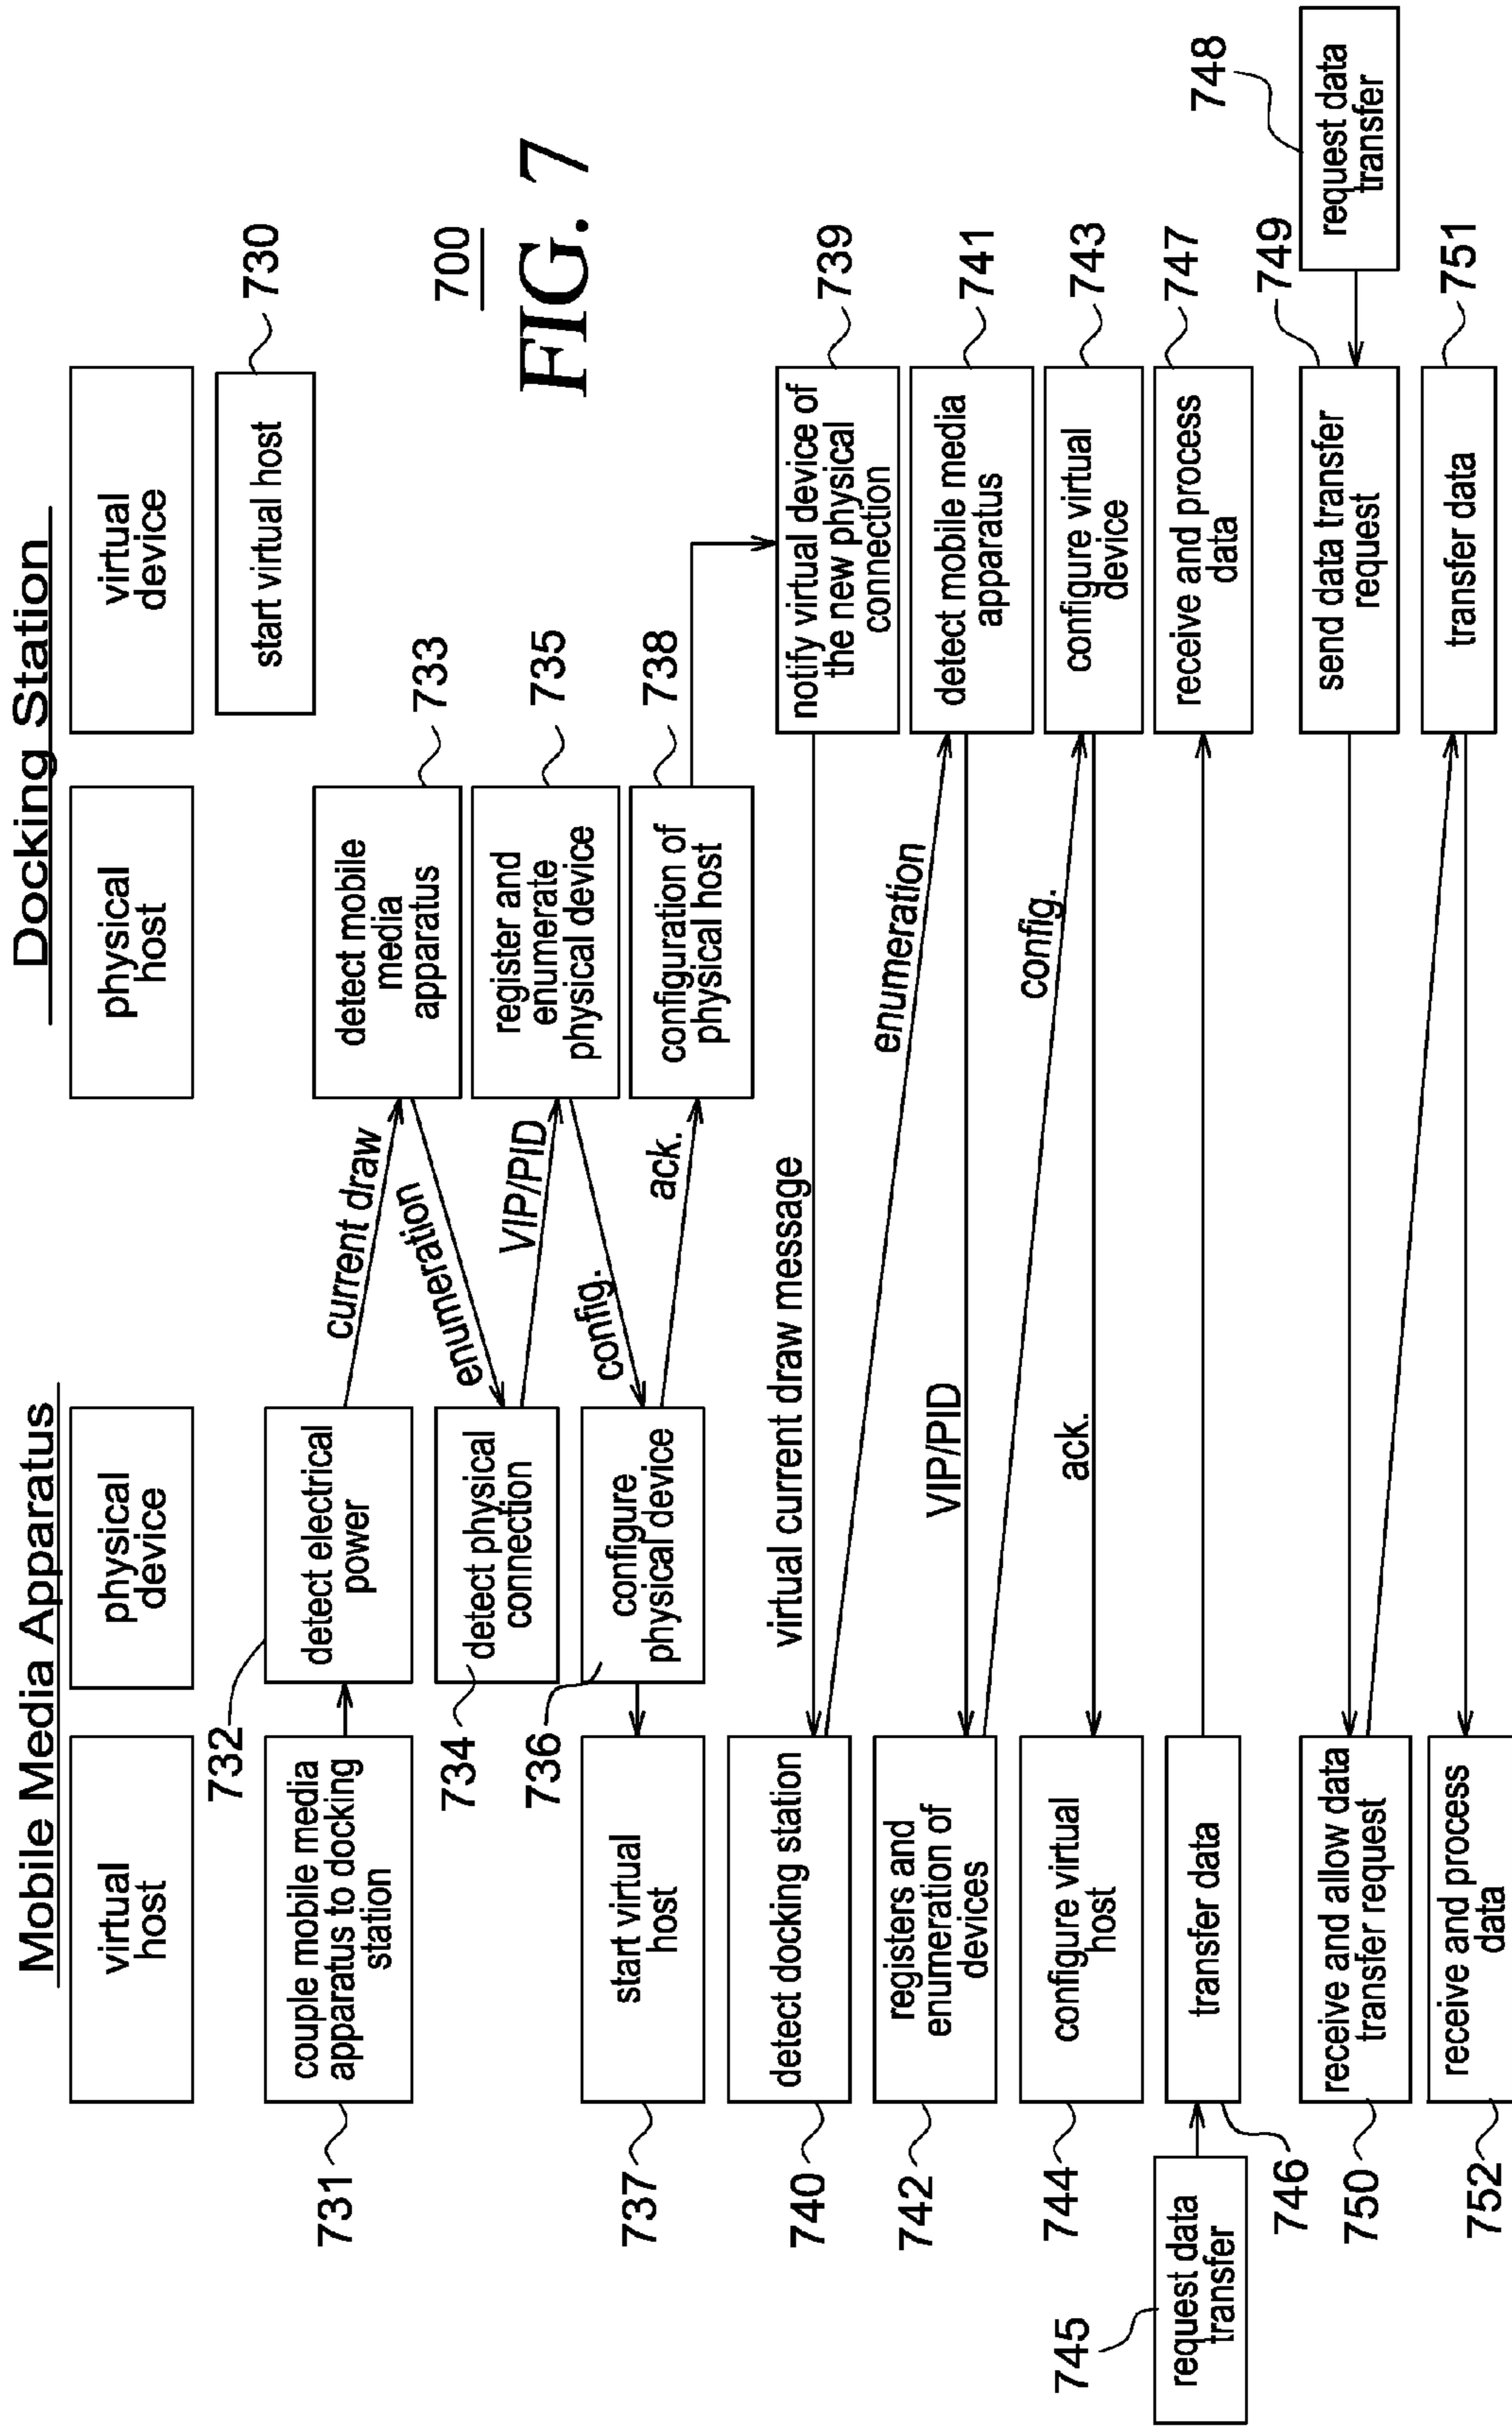 Mobile Media Apparatus
Docking Station
virtual
host
physical
device
physical
host
virtual
device
start virtual host
730
couple mobile media
apparatus to docking
station
731
732
detect electrical
power
current draw
detect mobile
media
apparatus
733
enumeration
700
FIG. 7
734
detect physical
connection
VIP/PID
register and
enumerate
physical device
735
config.
736
configure
physical device
ack.
configuration of
physical host
738
start virtual
host
737
notify virtual device of
the new physical
connection
739
virtual current draw message
detect docking station
740
enumeration
detect mobile media
apparatus
741
registers and
enumeration of
devices
742
VIP/PID
config.
configure virtual
device
743
configure virtual
host
744
ack.
request data
transfer
745
transfer data
746
receive and process
data
747
request data
transfer
748
send data transfer
request
749
receive and allow data
transfer request
750
transfer data
751
receive and process
data
752